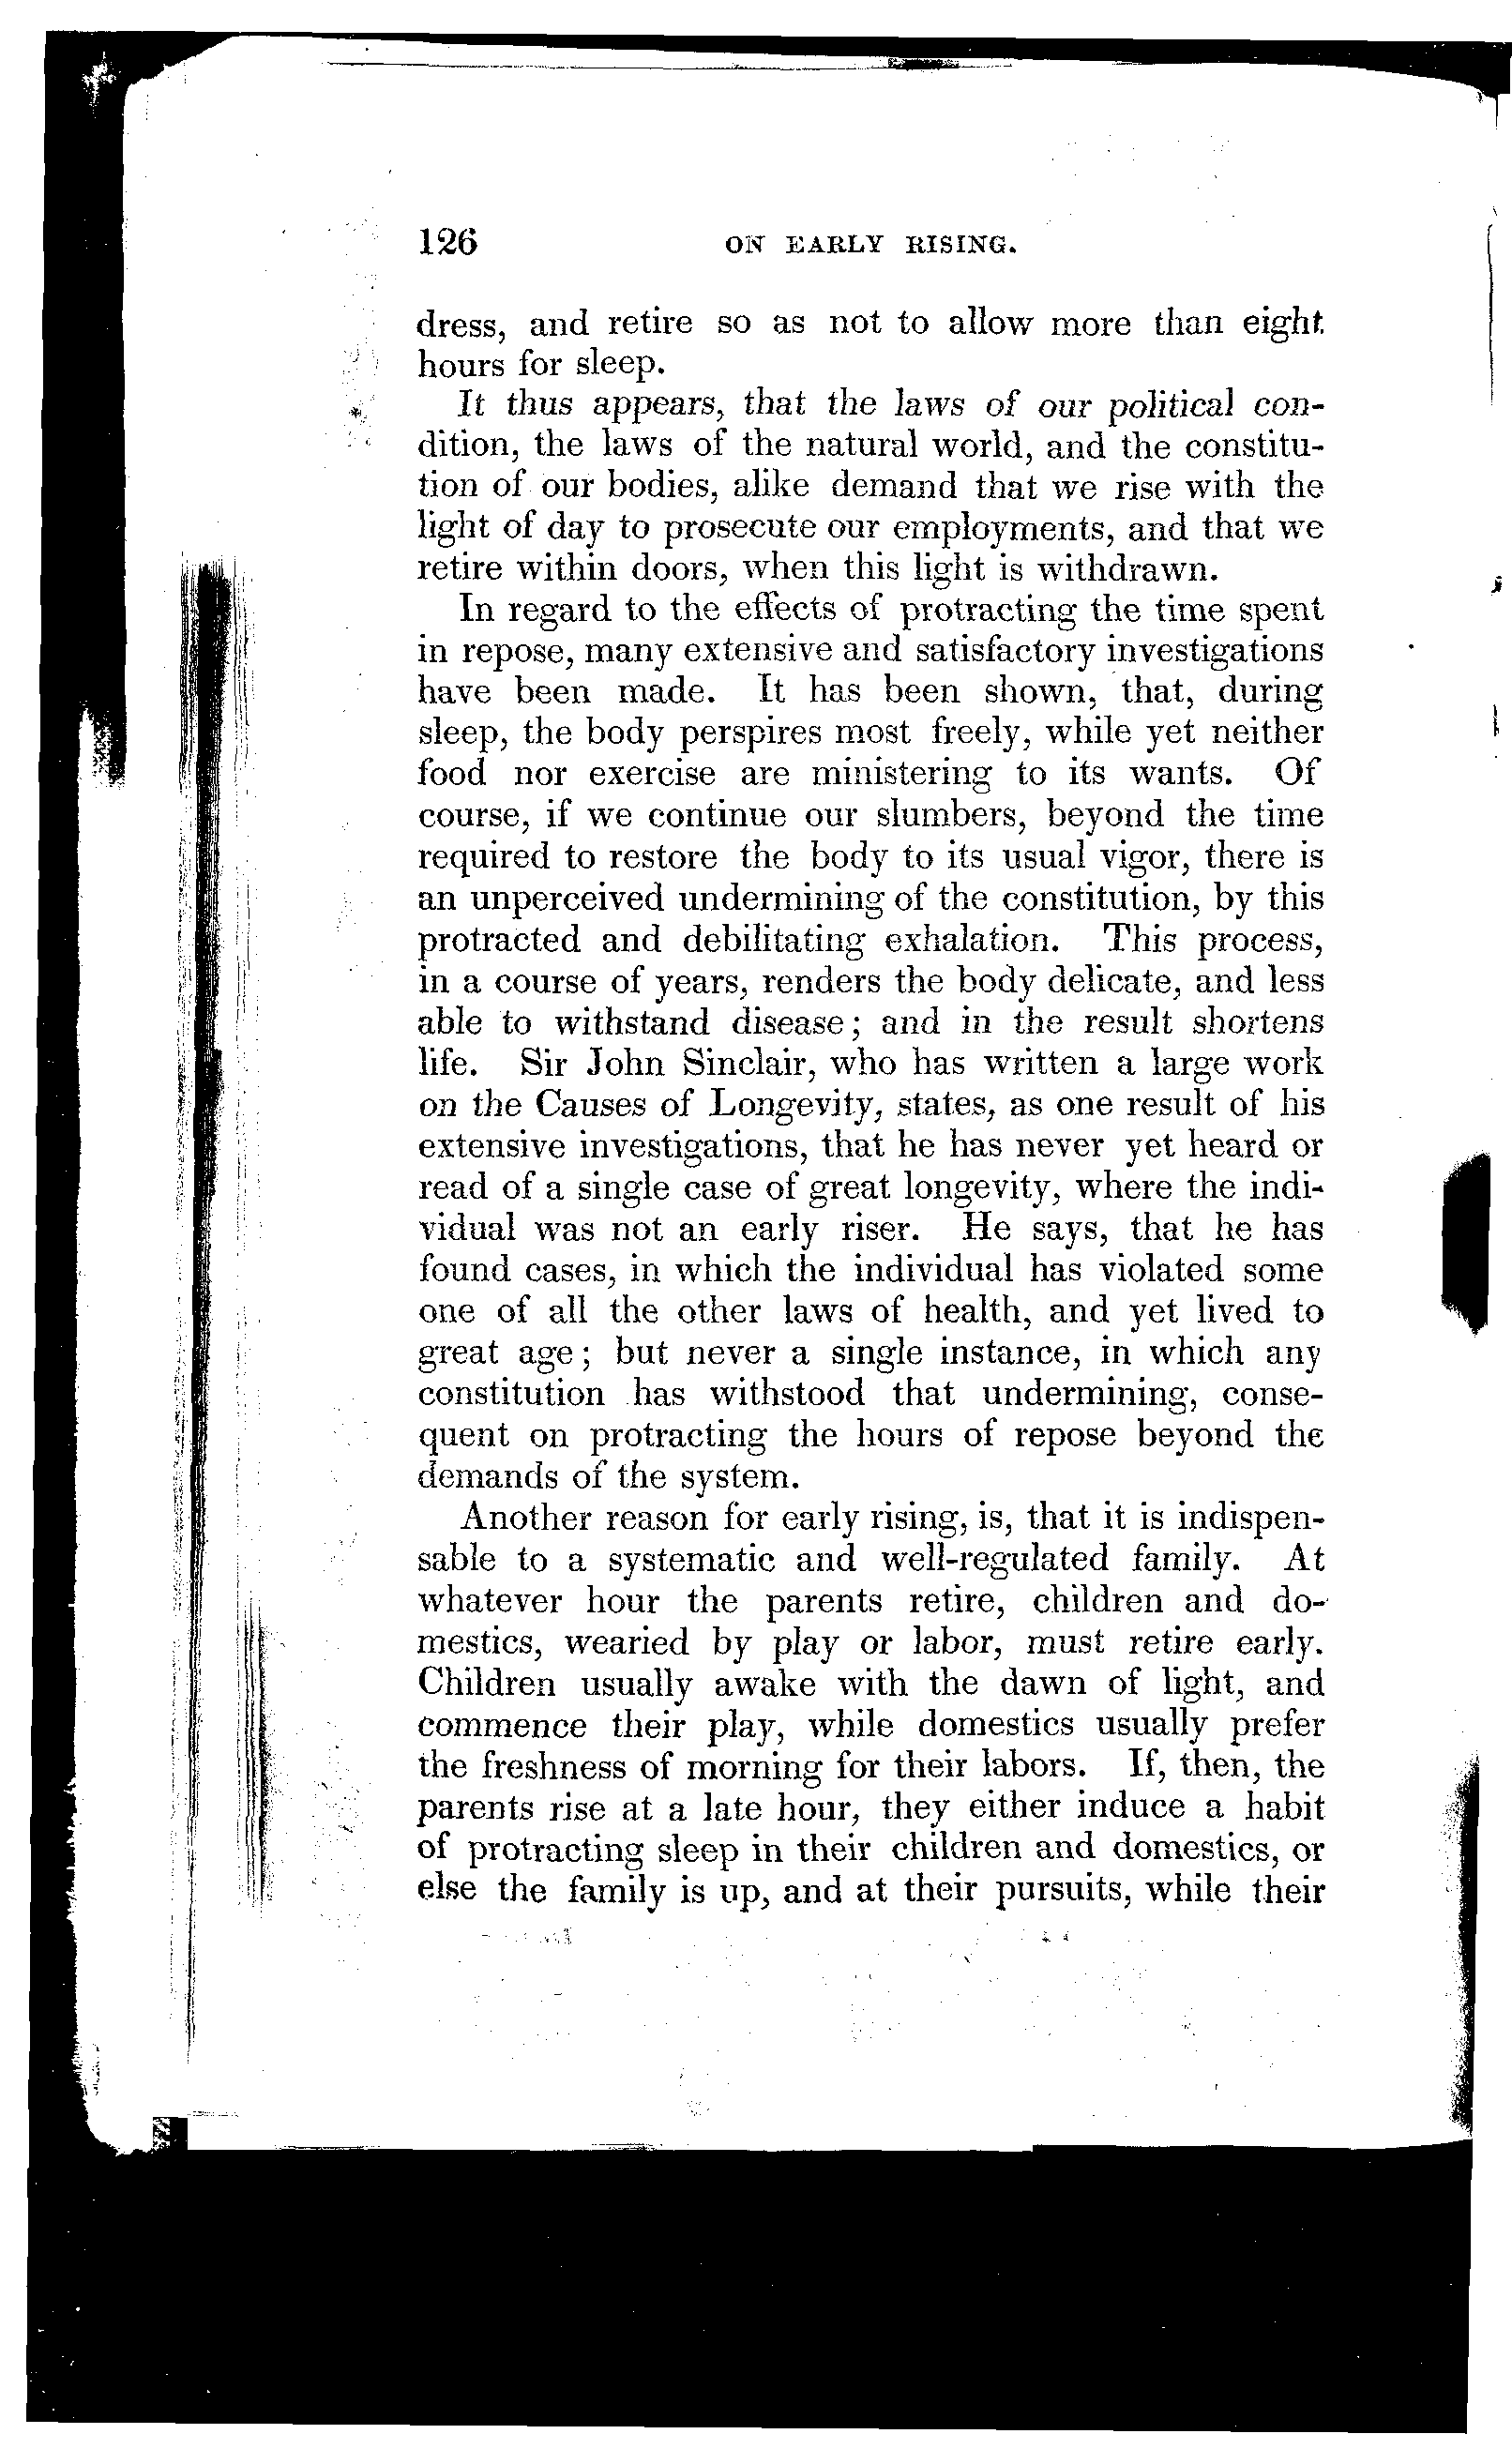 126 ON EARLY RISING.
dress, and retire so as not to allow more than eight
hours for sleep.
It thus appears, that the laws of our political con-
dition, the laws of the natural world, and the constitu-
tion of our bodies, alike demand that we rise with the
light of day to prosecute our employments, and that we
retire within doors, when this light is withdrawn.
In regard to the effects of protracting the time spent
in repose, many extensive and satisfactory investigations
have been made. It has been shown, that, during
sleep, the body perspires most freely, while yet neither
food nor exercise are ministering to its wants. Of
course, if we continue our slumbers, beyond the time
required to restore the body to its usual vigor, there is
an unperceived undermining of the constitution, by this
protracted and debilitating exhalation. This process,
in a course of years, renders the body delicate, and less
able to withstand disease; and in the result shortens
life. Sir John Sinclair, who has written a large work
on the Causes of Longevity, states, as one result of his
extensive investigations, that he has never yet heard or
read of a single case of great longevity, where the indi-
vidual was not an early riser. He says, that he has
found cases, in which the individual has violated some
one of all the other laws of health, and yet lived to
great age; but never a single instance, in which any
constitution has withstood that undermining, conse-
quent on protracting the hours of repose beyond the
demands of the system.
Another reason for early rising, is, that it is indispen-
sable to a systematic and well-regulated family. At
whatever hour the parents retire, children and do-
mestics, wearied by play or labor, must retire early.
Children usually awake with the dawn of light, and
commence their play, while domestics usually prefer
the freshness of morning for their labors. If, then, the
parents rise at a late hour, they either induce a habit
of protracting sleep in their children and domestics, or
else the family is up, and at their pursuits, while their